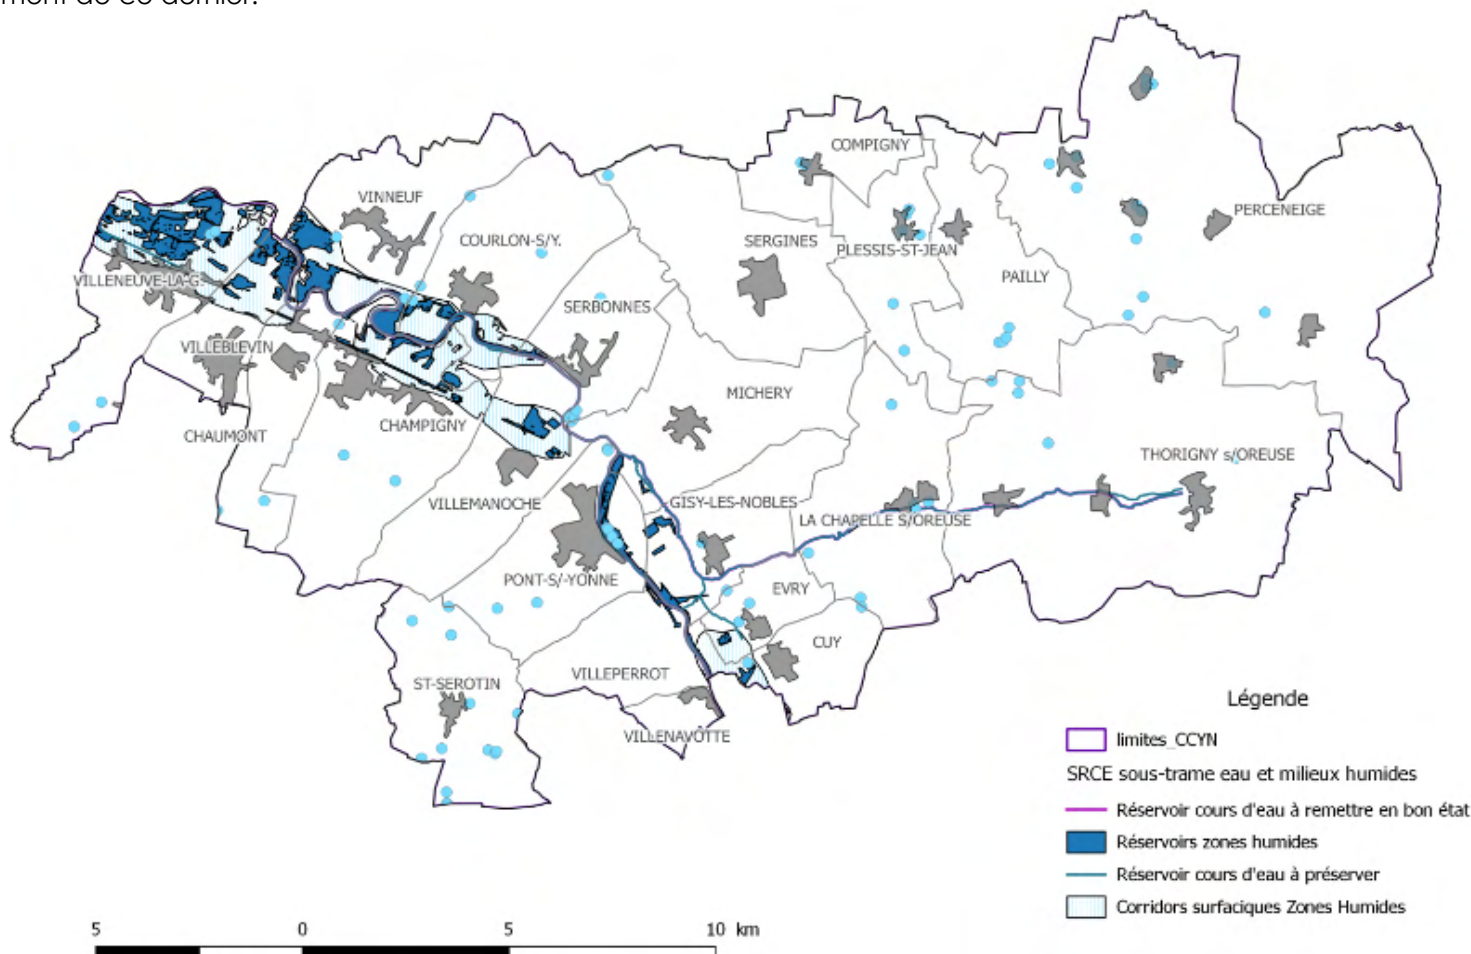 COMPIGNY
VINNEUF
PERCENEIGE
COURLON-S/Y.
SERGINES
PLESSIS-ST-JEAN
PAILLY
VILLENEUVE-LA-G.
SERBONNES
VILLEBLEVIN
MICHERY
CHAUMONT
CHAMPIGNY
THORIGNY s/OREUSE
VILLEMANOCHE
GISY-LES-NOBLES
LA CHAPELLE S/OREUSE
PONT-S/-YONNE
EVRY
CUY
VILLEPERROT
ST-SEROTIN
VILLENAVOTTE
Légende
limites_CCYN
SRCE sous-trame eau et milieux humides
Réservoir cours d'eau à remettre en bon état
Réservoirs zones humides
Réservoir cours d'eau à préserver
Corridors surfaciques Zones Humides
5 0 5 10 km